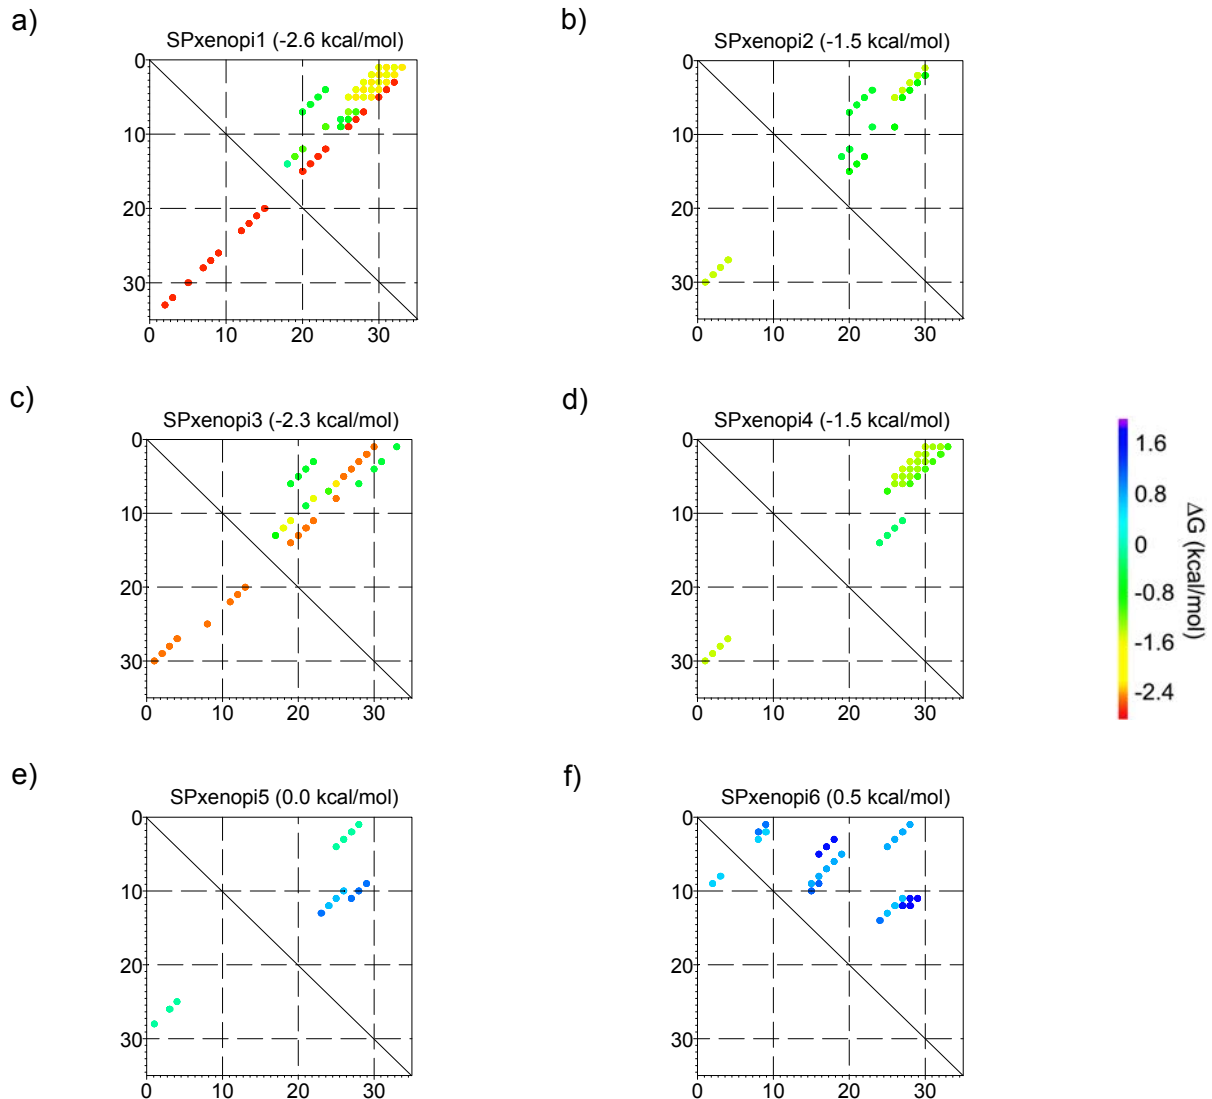 a)
SPxenopi1 (-2.6 kcal/mol)
0
10
20
30
0 10 20 30
b)
SPxenopi2 (-1.5 kcal/mol)
0
10
20
30
0 10 20 30
c)
SPxenopi3 (-2.3 kcal/mol)
0
10
20
30
0 10 20 30
d)
SPxenopi4 (-1.5 kcal/mol)
0
10
20
30
0 10 20 30
1.6
0.8
0
-0.8
-1.6
-2.4
ΔG (kcal/mol)
e)
SPxenopi5 (0.0 kcal/mol)
0
10
20
30
0 10 20 30
f)
SPxenopi6 (0.5 kcal/mol)
0
10
20
30
0 10 20 30